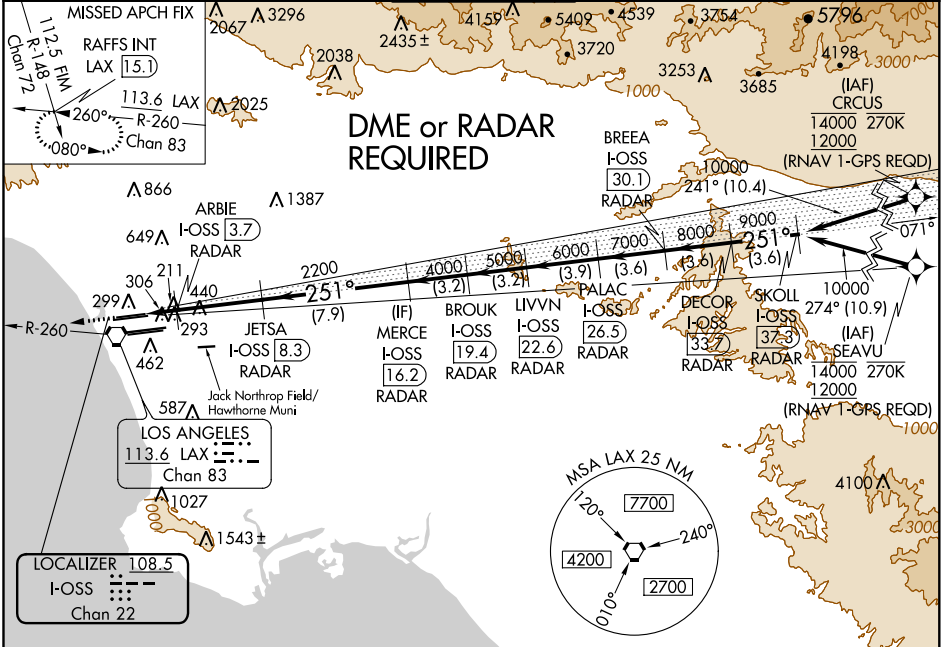 MISSED APCH FIX
112.5 FIM
R-148
Chan 72
RAFFS INT
LAX 15.1
113.6 LAX
R-260
Chan 83
260°
080°
2067
3296
2435±
4159
5409
4539
3754
5796
3720
2038
2025
3253
3685
4198
3000
1000
DME or RADAR
REQUIRED
(IAF)
CRCUS
14000 270K
12000
(RNAV 1-GPS REQD)
BREEA
I-OSS
30.1
RADAR
10000
241° (10.4)
866
1387
649
ARBIE
I-OSS 3.7
RADAR
071°
9000
8000
7000
6000
5000
4000
2200
251°
251°
(3.6)
(3.6)
(3.6)
(3.9)
(3.2)
(3.2)
(7.9)
306
211
440
299
293
462
R-260
10000
274° (10.9)
JETSA
I-OSS 8.3
RADAR
(IF)
MERCE
I-OSS
16.2
RADAR
BROUK
I-OSS
19.4
RADAR
LIVVN
I-OSS
22.6
RADAR
PALAC
I-OSS
26.5
RADAR
DECOR
I-OSS
33.7
RADAR
SKOLL
I-OSS
37.3
RADAR
(IAF)
SEAVU
14000 270K
12000
(RNAV 1-GPS REQD)
Jack Northrop Field/
Hawthorne Muni
587
LOS ANGELES
113.6 LAX
Chan 83
1027
1543±
1000
4100
3000
MSA LAX 25 NM
120°
7700
240°
4200
2700
010°
LOCALIZER 108.5
I-OSS
Chan 22